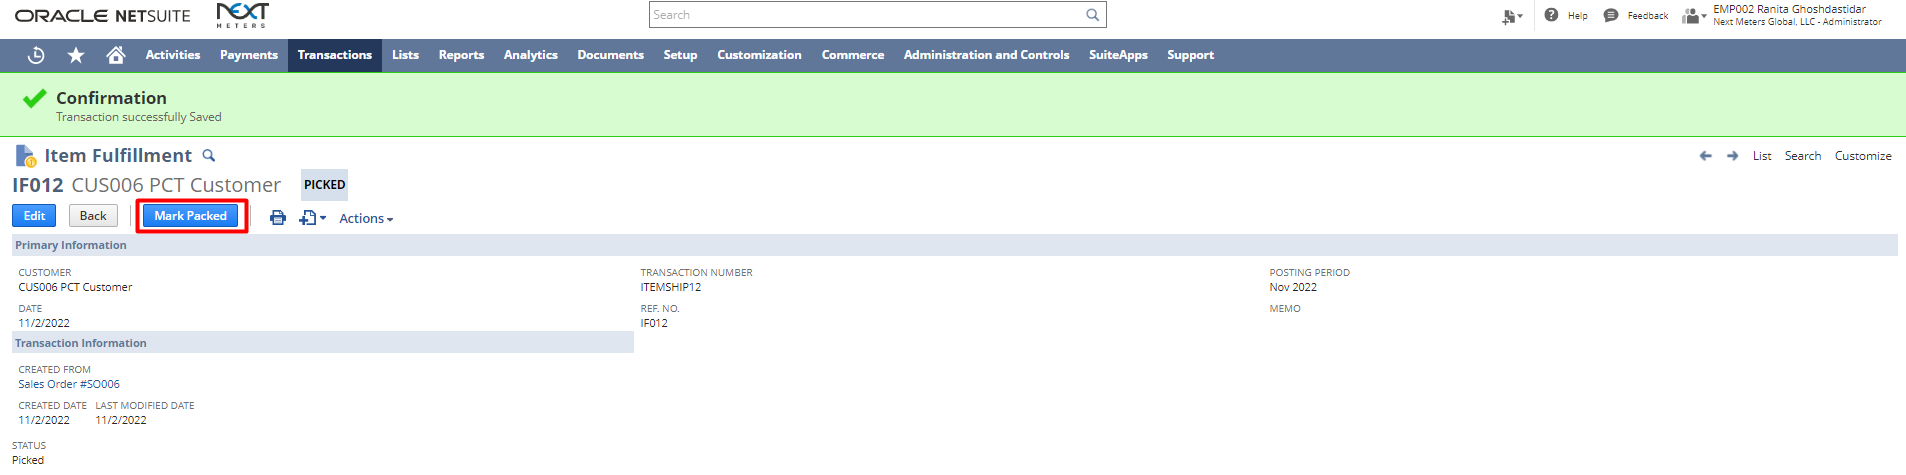 ORACLE NETSUITE
NEXT METERS
Search
Help
Feedback
EMP002 Ranita Ghoshdastidar
Next Meters Global, LLC - Administrator
Activities Payments Transactions Lists Reports Analytics Documents Setup Customization Commerce Administration and Controls SuiteApps Support
Confirmation
Transaction successfully Saved
Item Fulfillment
List Search Customize
IF012 CUS006 PCT Customer PICKED
Edit Back Mark Packed Actions
Primary Information
CUSTOMER
CUS006 PCT Customer
DATE
11/2/2022
TRANSACTION NUMBER
ITEMSHIP12
REF. NO.
IF012
POSTING PERIOD
Nov 2022
MEMO
Transaction Information
CREATED FROM
Sales Order #SO006
CREATED DATE LAST MODIFIED DATE
11/2/2022 11/2/2022
STATUS
Picked